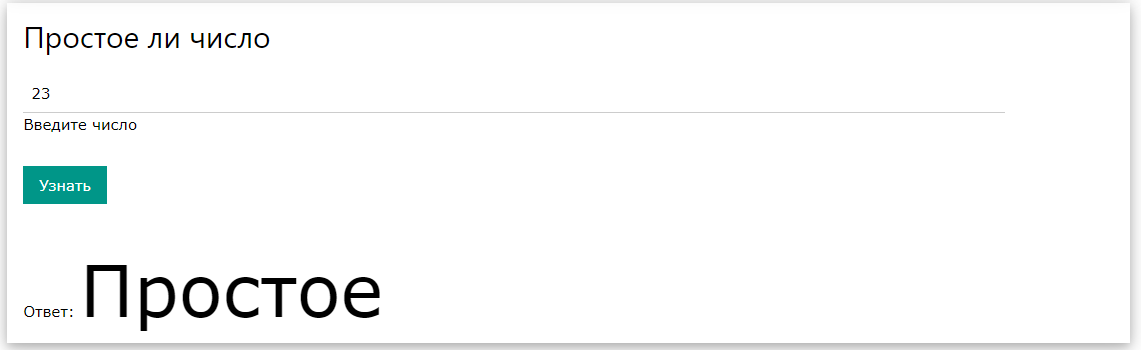 Простое ли число
23
Введите число
Узнать
Ответ: Простое